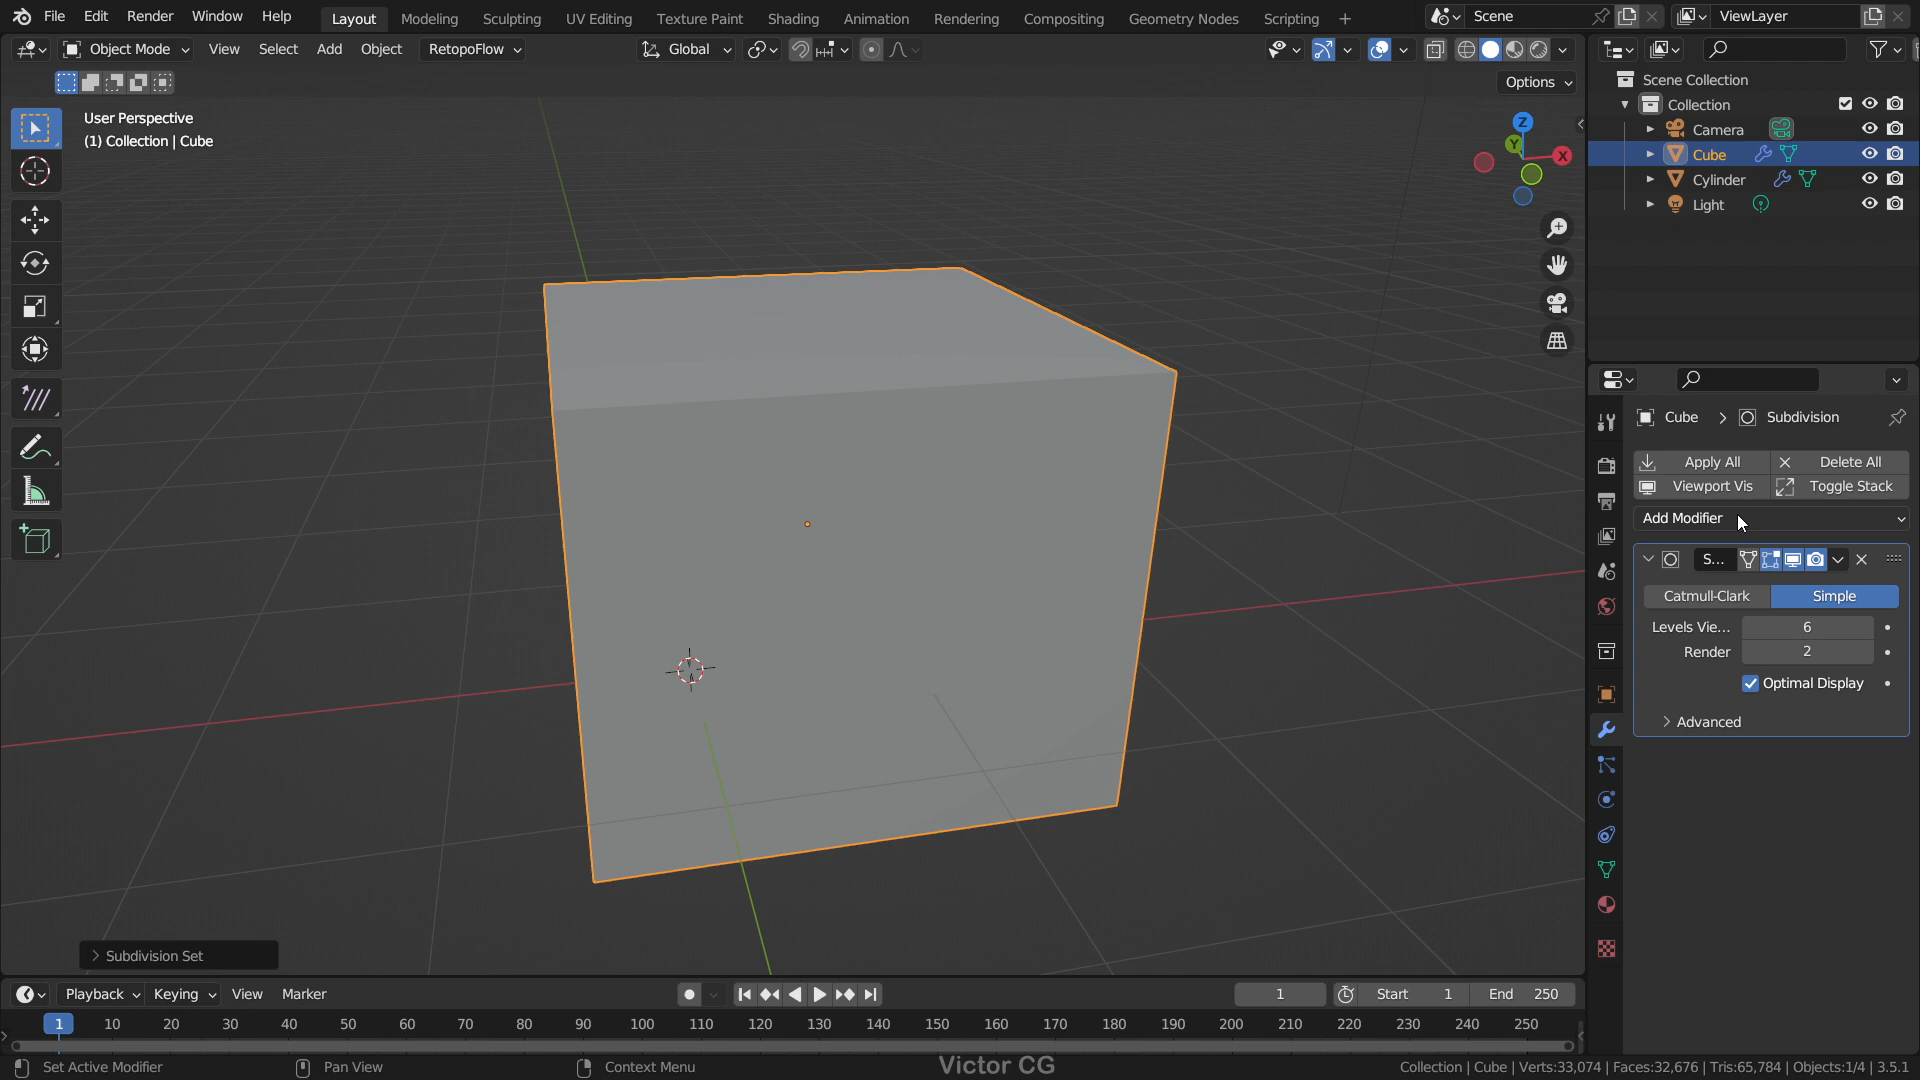 File Edit Render Window Help Layout Modeling Sculpting UV Editing Texture Paint Shading Animation Rendering Compositing Geometry Nodes Scripting + Scene ViewLayer
Object Mode View Select Add Object RetopoFlow Global
Options
User Perspective
(1) Collection | Cube
Z
Y
X
Scene Collection
Collection
Camera
Cube
Cylinder
Light
Cube > Subdivision
Apply All Delete All
Viewport Vis Toggle Stack
Add Modifier
S...
Catmull-Clark Simple
Levels Vie... 6
Render 2
Optimal Display
> Advanced
> Subdivision Set
Playback Keying View Marker 1 Start 1 End 250
1 10 20 30 40 50 60 70 80 90 100 110 120 130 140 150 160 170 180 190 200 210 220 230 240 250
Set Active Modifier Pan View Context Menu Victor CG Collection | Cube | Verts:33,074 | Faces:32,676 | Tris:65,784 | Objects:1/4 | 3.5.1